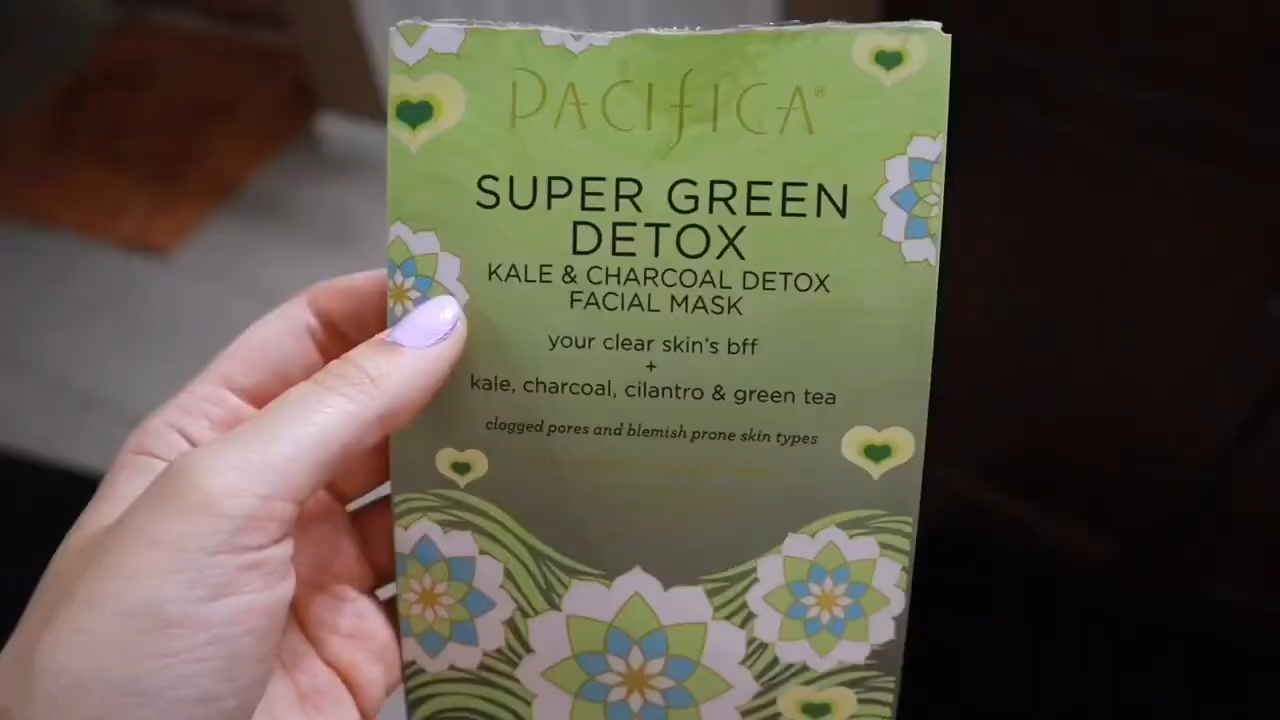 PACIFICA®
SUPER GREEN
DETOX
KALE & CHARCOAL DETOX
FACIAL MASK
your clear skin's bff
+
kale, charcoal, cilantro & green tea
clogged pores and blemish prone skin types